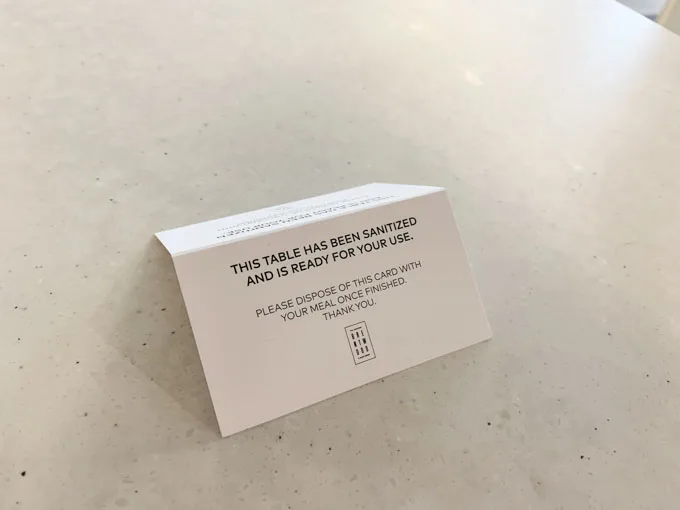 THIS TABLE HAS BEEN SANITIZED
AND IS READY FOR YOUR USE.
PLEASE DISPOSE OF THIS CARD WITH
YOUR MEAL ONCE FINISHED.
THANK YOU.